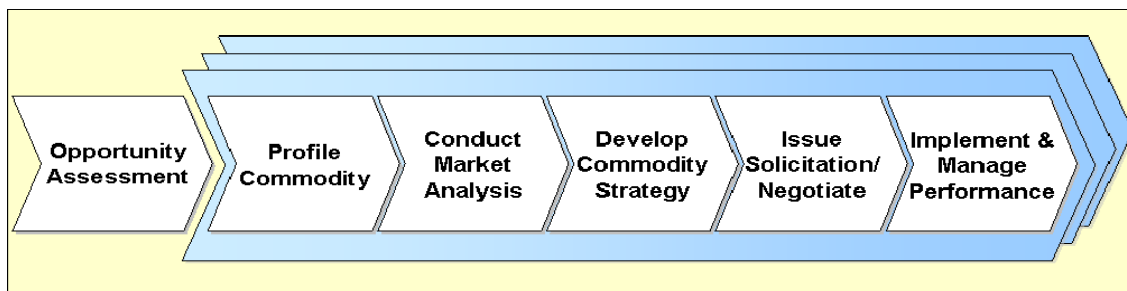 Opportunity
Assessment
Profile
Commodity
Conduct
Market
Analysis
Develop
Commodity
Strategy
Issue
Solicitation/
Negotiate
Implement &
Manage
Performance